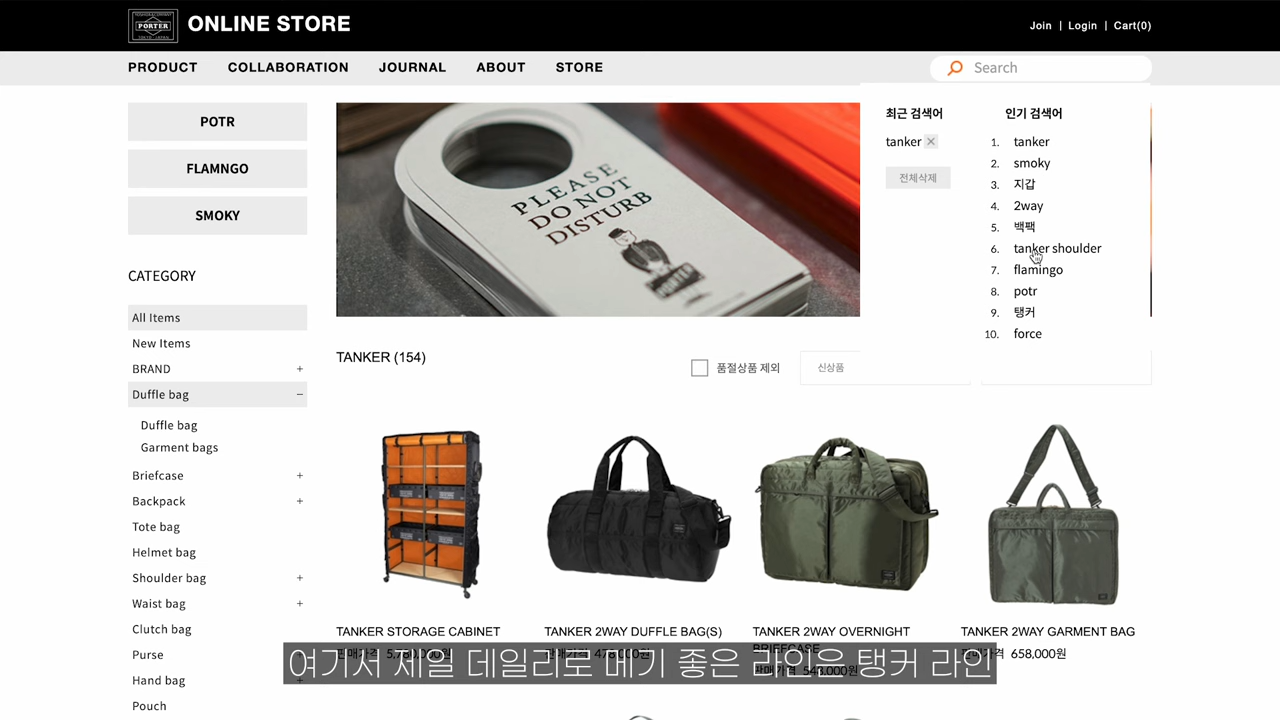 PORTER
ONLINE STORE
Join | Login | Cart(0)
PRODUCT COLLABORATION JOURNAL ABOUT STORE
Search
POTR
FLAMNGO
SMOKY
CATEGORY
All Items
New Items
BRAND +
Duffle bag −
Duffle bag
Garment bags
Briefcase +
Backpack +
Tote bag
Helmet bag
Shoulder bag +
Waist bag +
Clutch bag
Purse
Hand bag +
Pouch
PLEASE
DO NOT
DISTURB
PORTER
최근 검색어
tanker ×
전체삭제
인기 검색어
1. tanker
2. smoky
3. 지갑
4. 2way
5. 백팩
6. tanker shoulder
7. flamingo
8. potr
9. 탱커
10. force
TANKER (154)
품절상품 제외
신상품
TANKER STORAGE CABINET
TANKER 2WAY DUFFLE BAG(S)
TANKER 2WAY OVERNIGHT
BRIEFCASE
TANKER 2WAY GARMENT BAG
판매가격 658,000원
여기서 제일 데일리로 메기 좋은 라인은 탱커 라인